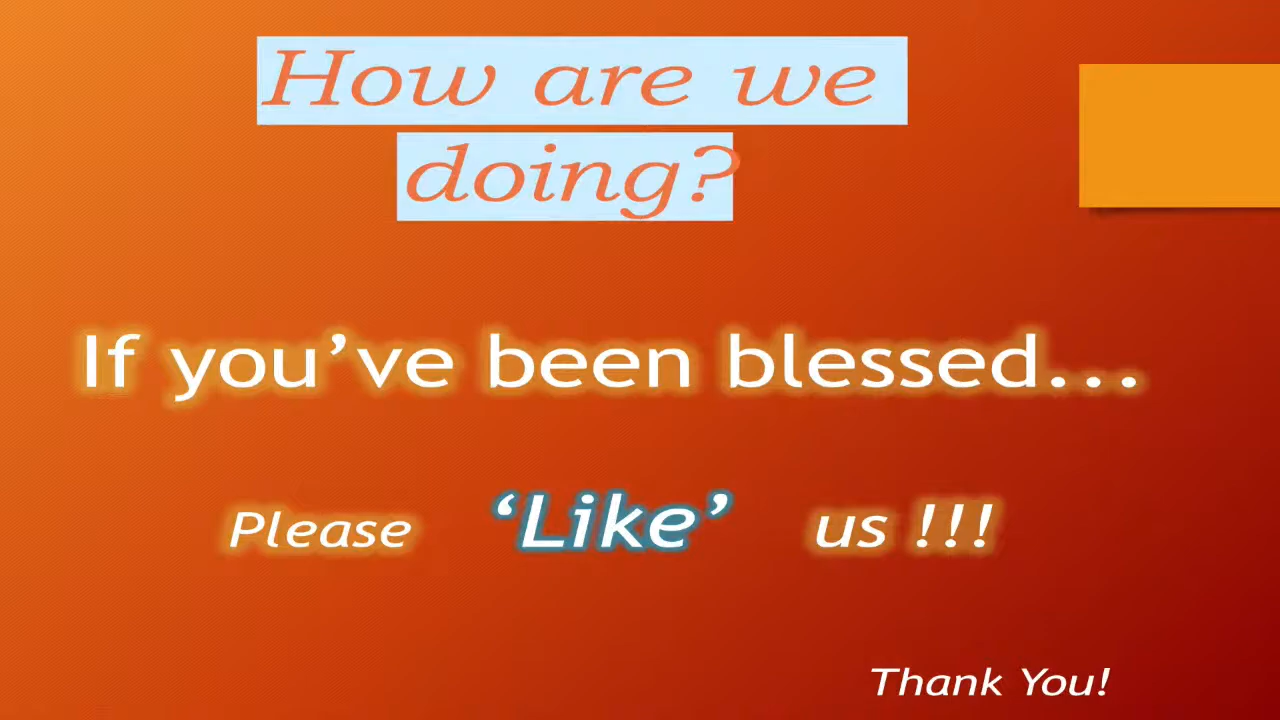 How are we
doing?
If you’ve been blessed...
Please ‘Like’ us !!!
Thank You!